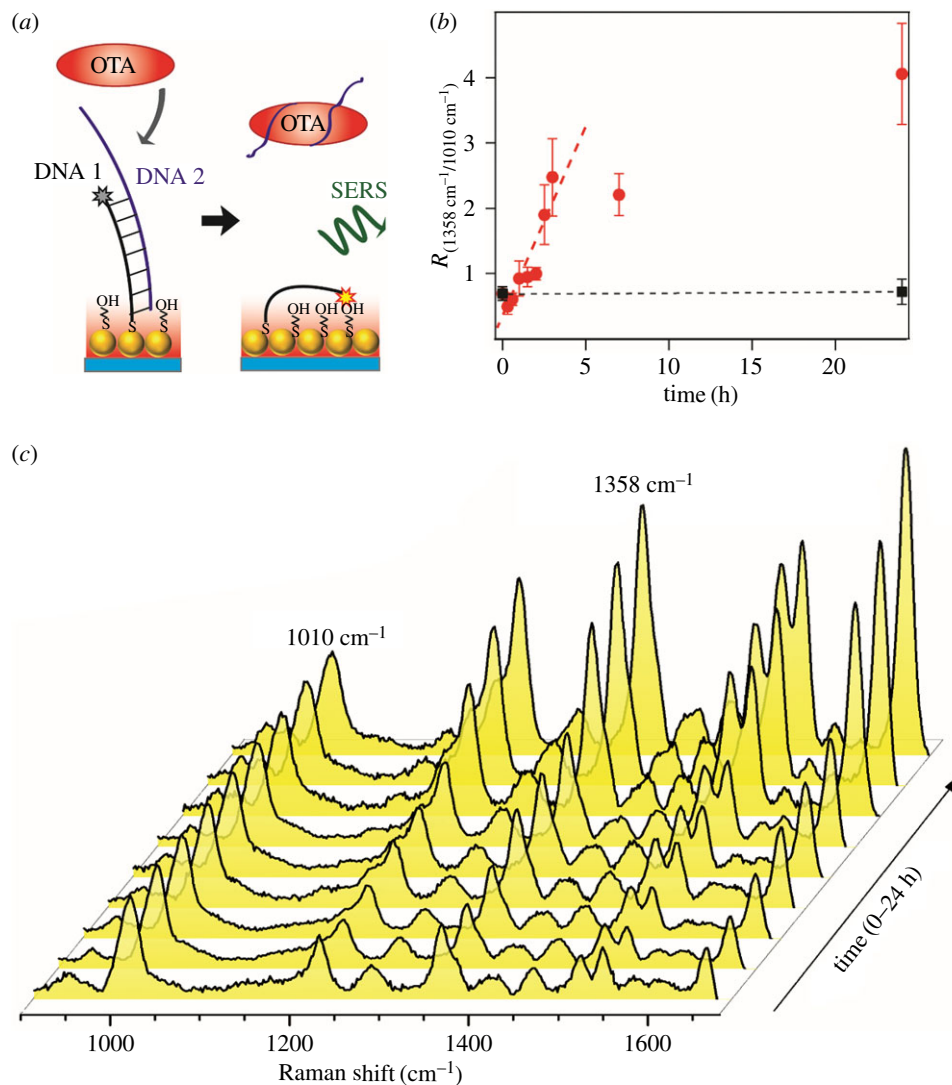 (a)
OTA
DNA 1
DNA 2
OH
S
S
OH
S
OTA
SERS
OH OH OH
S S S S
(b)
R(1358 cm–1/1010 cm–1)
4
3
2
1
0 5 10 15 20
time (h)
(c)
1358 cm–1
1010 cm–1
time (0–24 h)
1000 1200 1400 1600
Raman shift (cm–1)